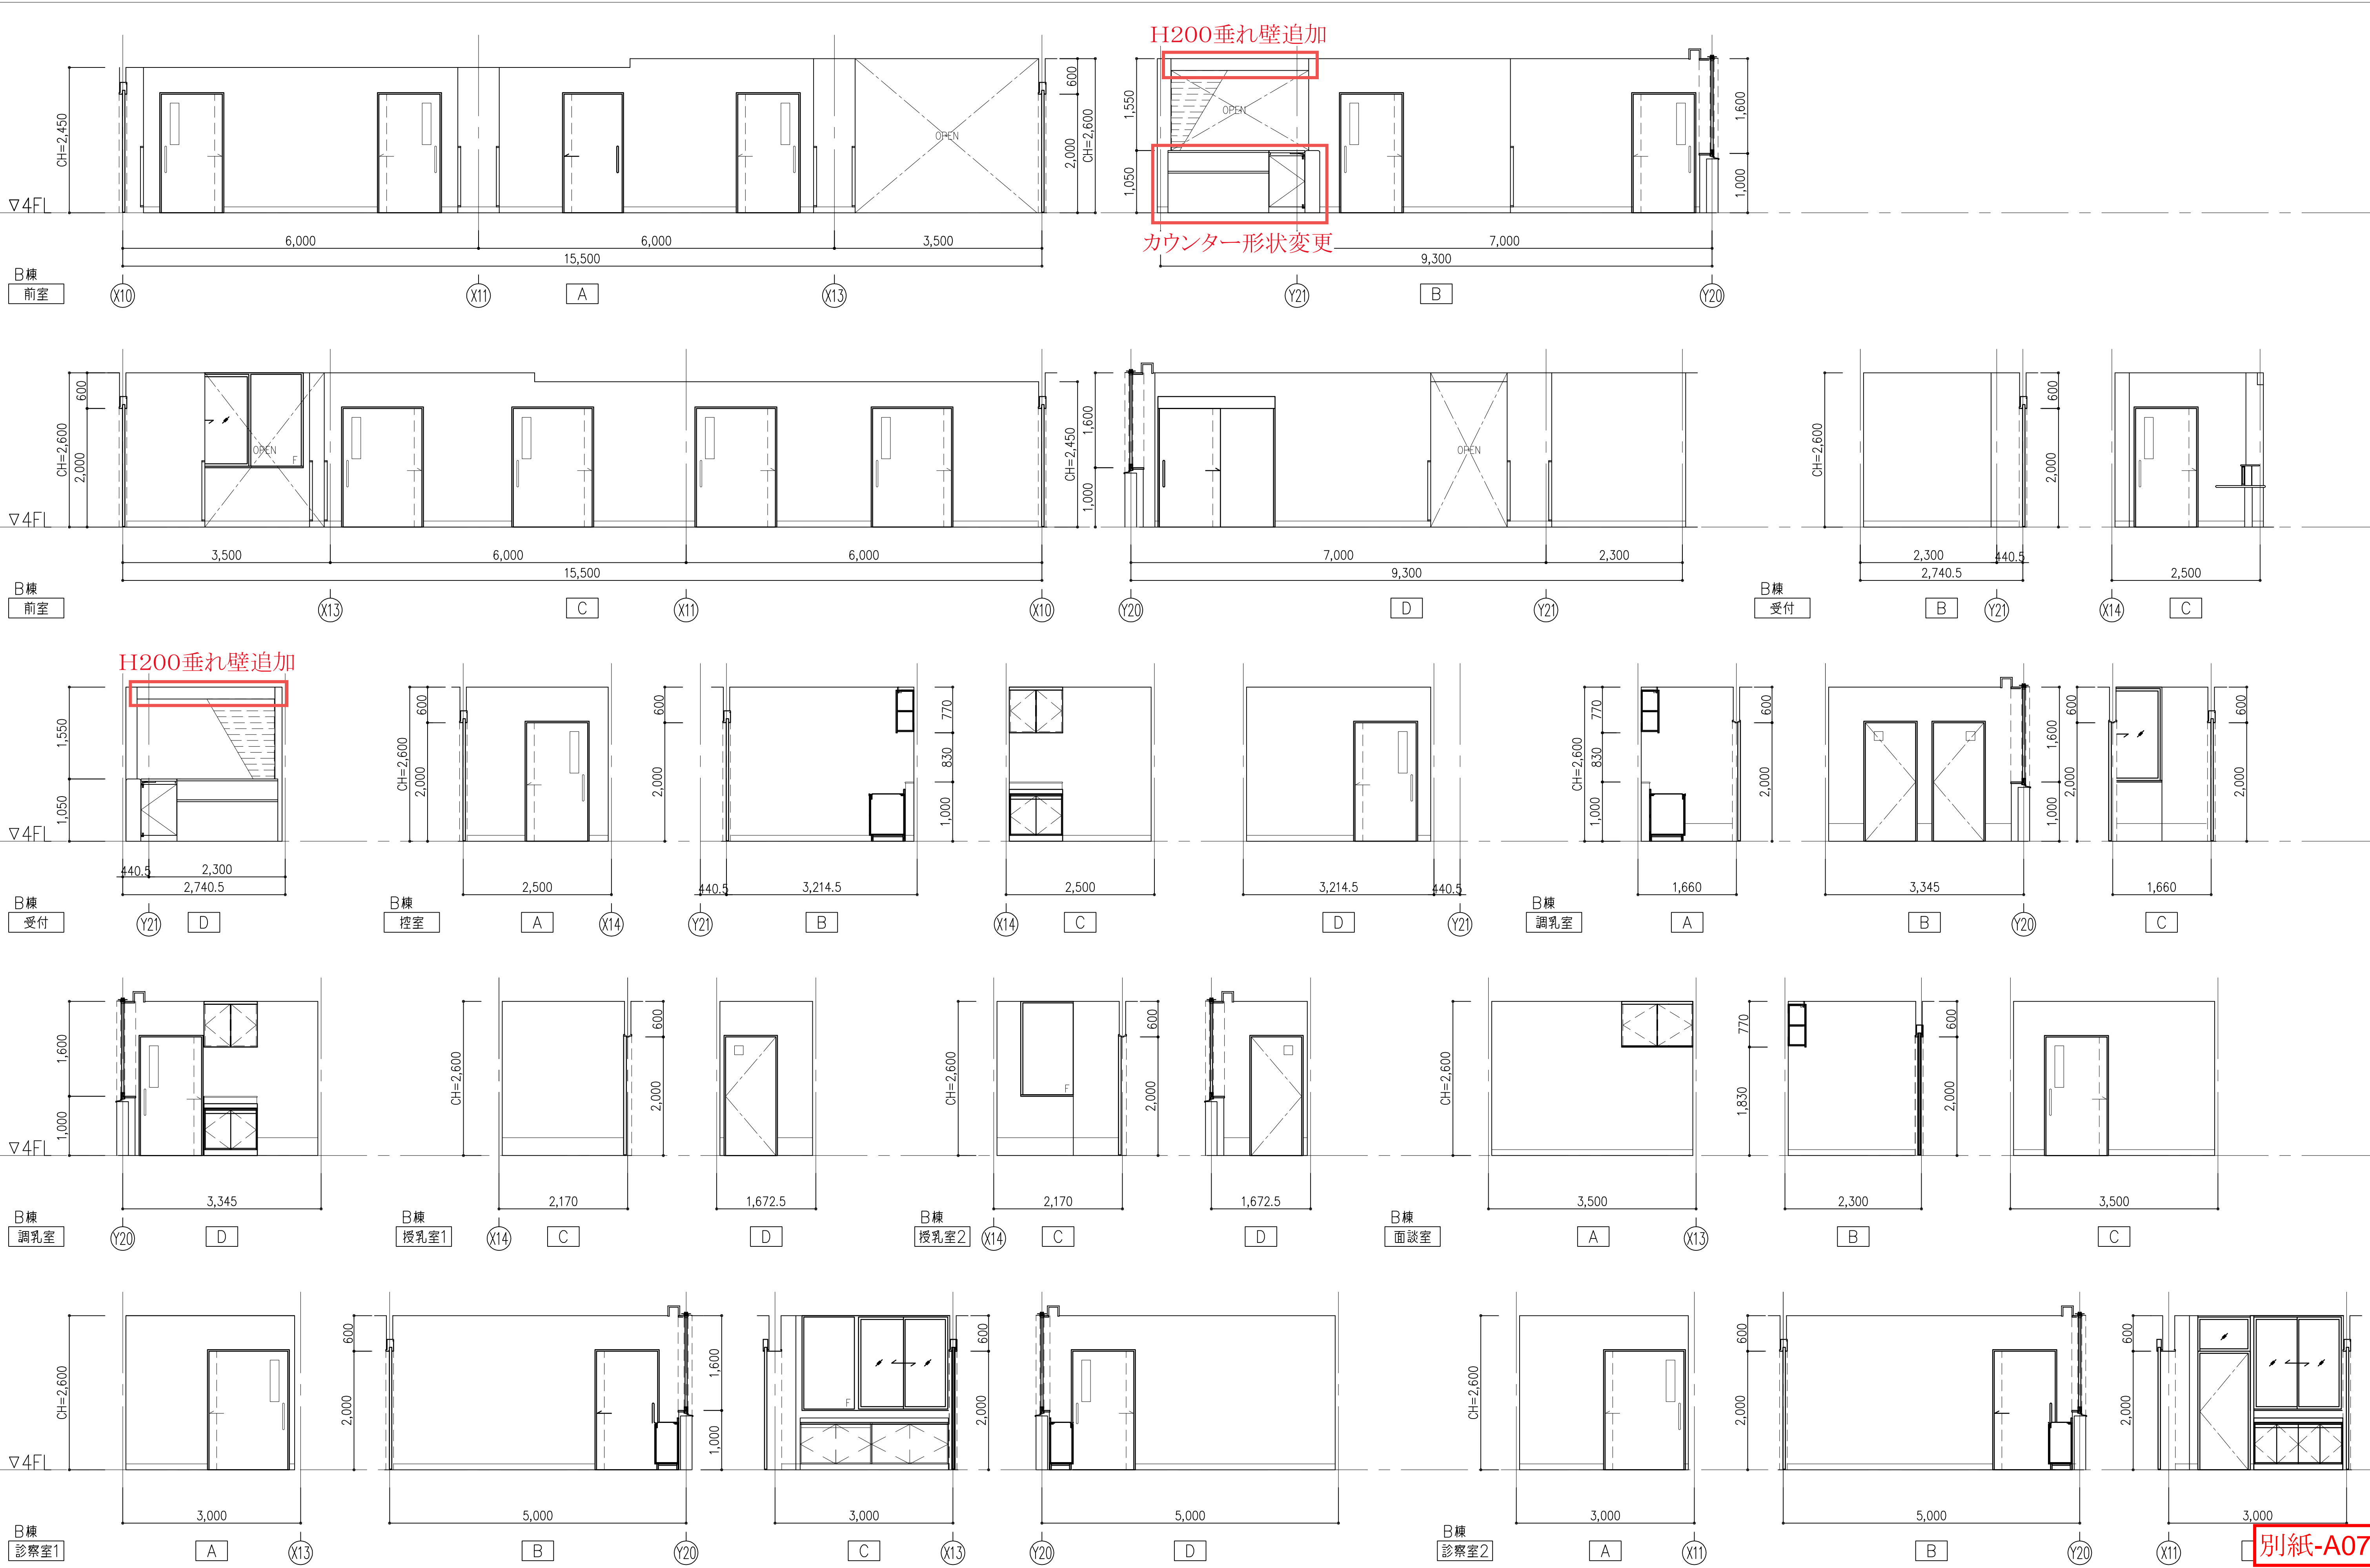 H200垂れ壁追加
CH=2,450
600
2,000
CH=2,600
OPEN
1,550
1,050
OPEN
1,600
1,000
▽4FL
6,000
6,000
3,500
15,500
カウンター形状変更
7,000
9,300
B棟
前室
X10
X11
A
X13
Y21
B
Y20
CH=2,600
600
2,000
OPEN
F
CH=2,450
1,600
1,000
OPEN
CH=2,600
600
2,000
▽4FL
3,500
6,000
6,000
15,500
7,000
2,300
9,300
2,300
440.5
2,740.5
2,500
B棟
前室
X13
C
X11
X10
Y20
D
Y21
B棟
受付
B
Y21
X14
C
H200垂れ壁追加
1,550
1,050
CH=2,600
600
2,000
600
2,000
770
830
1,000
CH=2,600
770
830
1,000
600
2,000
1,600
1,000
600
2,000
600
2,000
▽4FL
440.5
2,300
2,740.5
2,500
440.5
3,214.5
2,500
3,214.5
440.5
1,660
3,345
1,660
B棟
受付
Y21
D
B棟
控室
A
X14
Y21
B
X14
C
D
Y21
B棟
調乳室
A
B
Y20
C
1,600
1,000
CH=2,600
600
2,000
CH=2,600
F
600
2,000
CH=2,600
770
1,830
600
2,000
▽4FL
3,345
2,170
1,672.5
2,170
1,672.5
3,500
2,300
3,500
B棟
調乳室
Y20
D
B棟
授乳室1
X14
C
D
B棟
授乳室2
X14
C
D
B棟
面談室
A
X13
B
C
CH=2,600
600
2,000
1,600
1,000
F
600
2,000
CH=2,600
600
2,000
600
2,000
▽4FL
3,000
5,000
3,000
5,000
3,000
5,000
3,000
B棟
診察室1
A
X13
B
Y20
C
X13
Y20
D
B棟
診察室2
A
X11
B
Y20
X11
別紙-A07